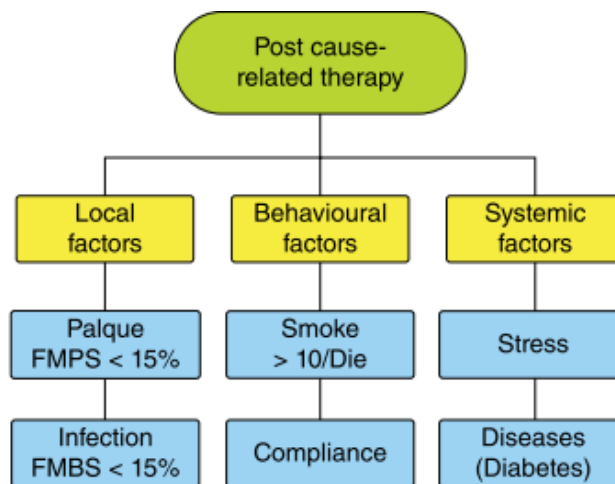 Post cause-
related therapy
Local
factors
Behavioural
factors
Systemic
factors
Palque
FMPS < 15%
Smoke
> 10/Die
Stress
Infection
FMBS < 15%
Compliance
Diseases
(Diabetes)